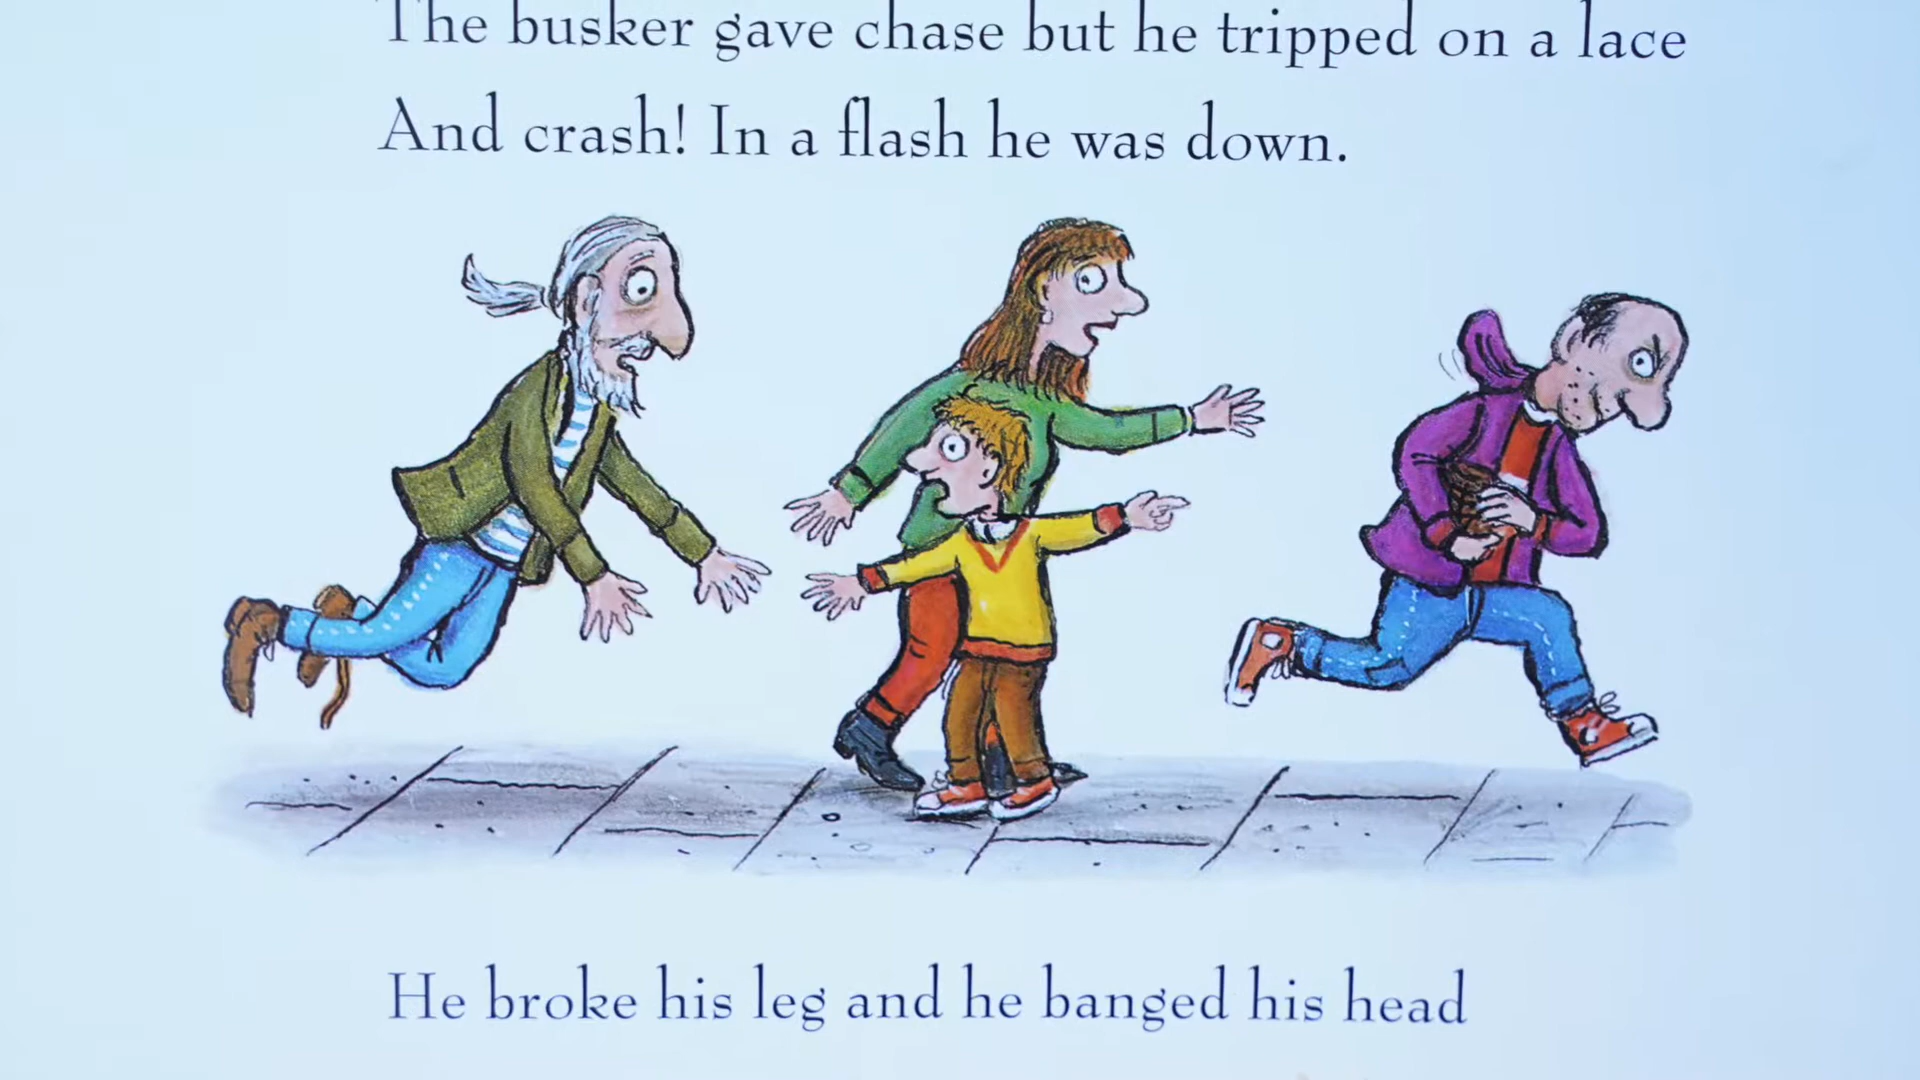 The busker gave chase but he tripped on a lace
And crash! In a flash he was down.
He broke his leg and he banged his head